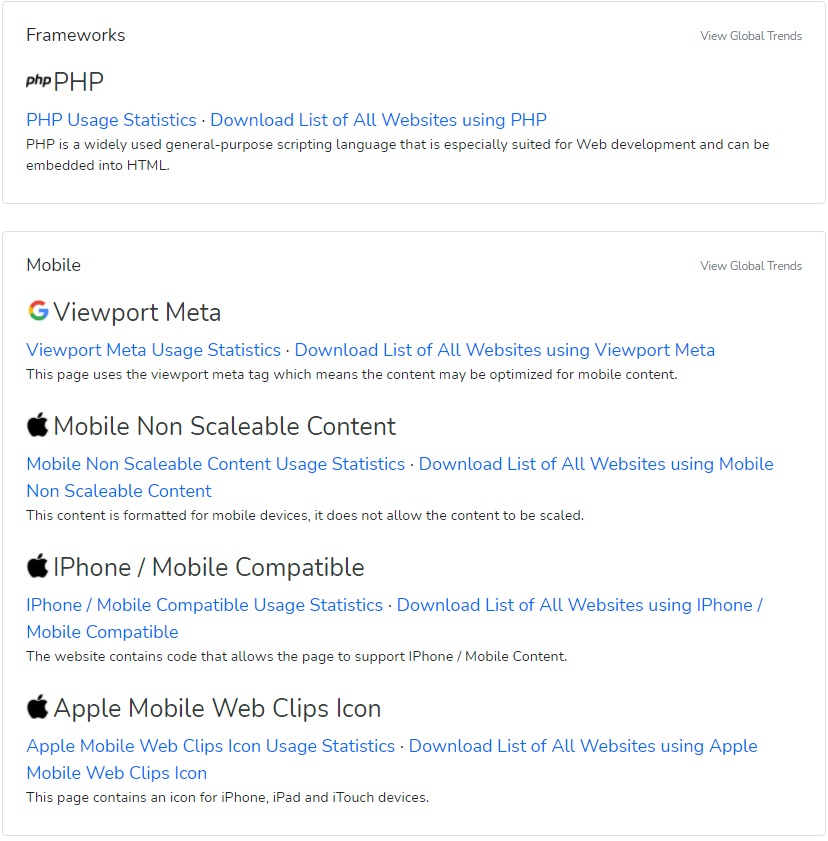 Frameworks
View Global Trends
php PHP
PHP Usage Statistics · Download List of All Websites using PHP
PHP is a widely used general-purpose scripting language that is especially suited for Web development and can be
embedded into HTML.
Mobile
View Global Trends
Viewport Meta
Viewport Meta Usage Statistics · Download List of All Websites using Viewport Meta
This page uses the viewport meta tag which means the content may be optimized for mobile content.
Mobile Non Scaleable Content
Mobile Non Scaleable Content Usage Statistics · Download List of All Websites using Mobile
Non Scaleable Content
This content is formatted for mobile devices, it does not allow the content to be scaled.
IPhone / Mobile Compatible
IPhone / Mobile Compatible Usage Statistics · Download List of All Websites using IPhone /
Mobile Compatible
The website contains code that allows the page to support IPhone / Mobile Content.
Apple Mobile Web Clips Icon
Apple Mobile Web Clips Icon Usage Statistics · Download List of All Websites using Apple
Mobile Web Clips Icon
This page contains an icon for iPhone, iPad and iTouch devices.